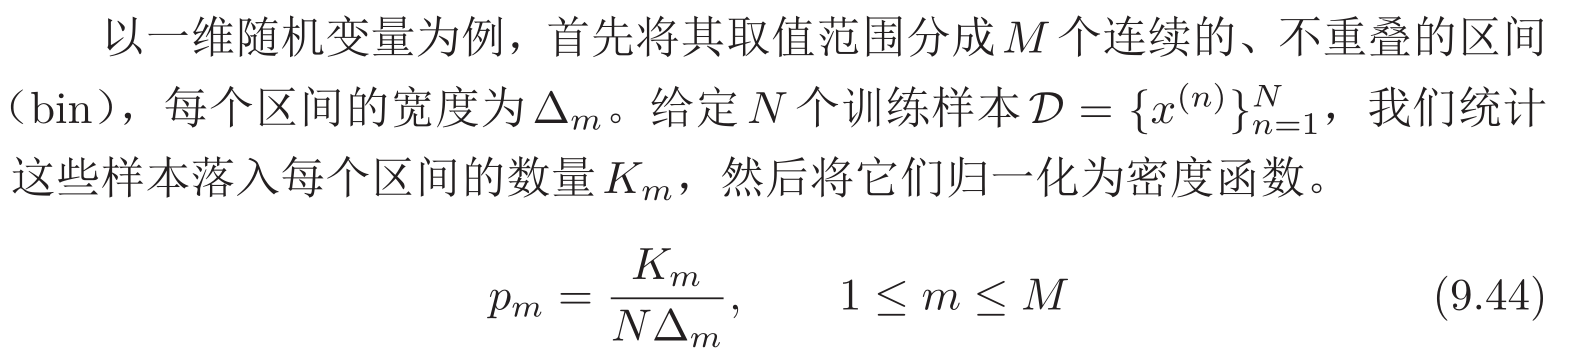 以一维随机变量为例，首先将其取值范围分成 M 个连续的、不重叠的区间
（bin），每个区间的宽度为 Δ_m。给定 N 个训练样本 𝒟 = {x^{(n)}}_{n=1}^N，我们统计
这些样本落入每个区间的数量 K_m，然后将它们归一化为密度函数。
p_m = \frac{K_m}{NΔ_m}, 1 ≤ m ≤ M (9.44)